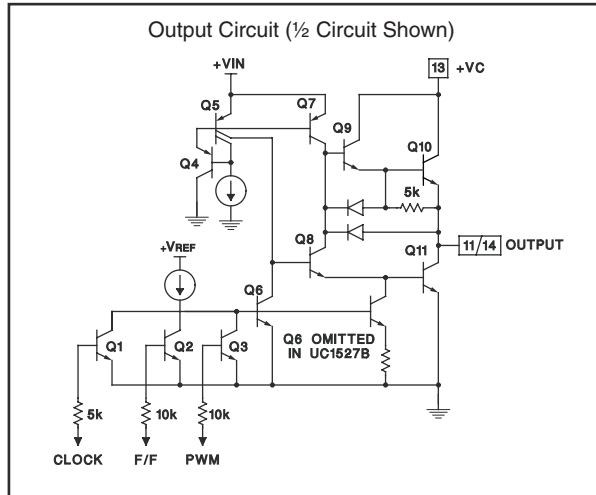 Output Circuit (½ Circuit Shown)
+VIN
13 +VC
Q5
Q7
Q9
Q4
Q10
5k
Q8
11/14 OUTPUT
+VREF
Q11
Q6
Q1
Q2
Q3
Q6 OMITTED
IN UC1527B
5k
10k
10k
CLOCK
F/F
PWM